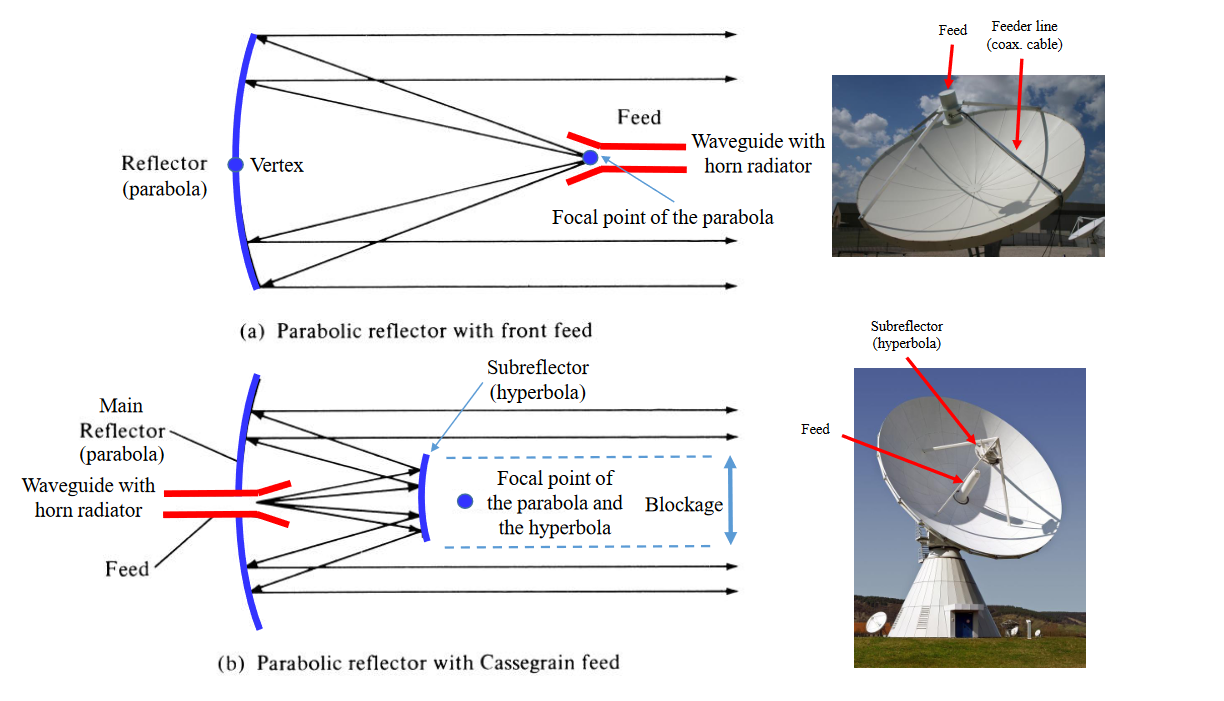 Feed
Feeder line
(coax. cable)
Feed
Waveguide with
horn radiator
Reflector
(parabola)
Vertex
Focal point of the parabola
(a) Parabolic reflector with front feed
Subreflector
(hyperbola)
Subreflector
(hyperbola)
Main
Reflector
(parabola)
Feed
Waveguide with
horn radiator
Focal point of
the parabola and
the hyperbola
Blockage
Feed
(b) Parabolic reflector with Cassegrain feed